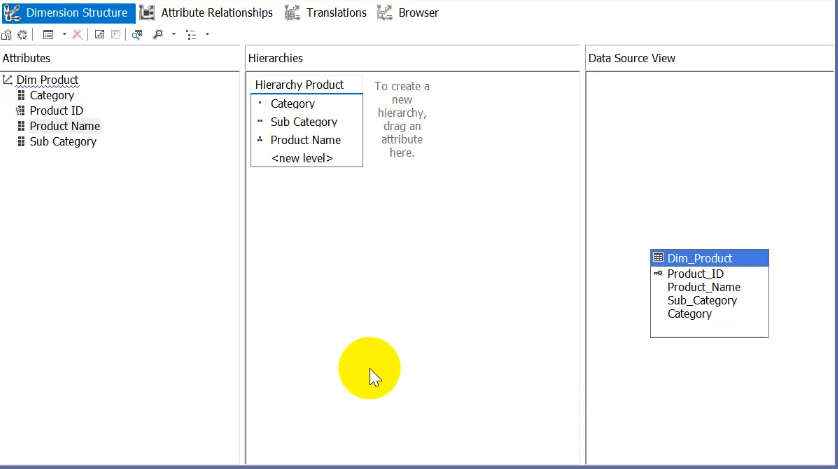 Dimension Structure Attribute Relationships Translations Browser
Attributes
Dim Product
Category
Product ID
Product Name
Sub Category
Hierarchies
Hierarchy Product
Category
Sub Category
Product Name
<new level>
To create a
new
hierarchy,
drag an
attribute
here.
Data Source View
Dim_Product
Product_ID
Product_Name
Sub_Category
Category